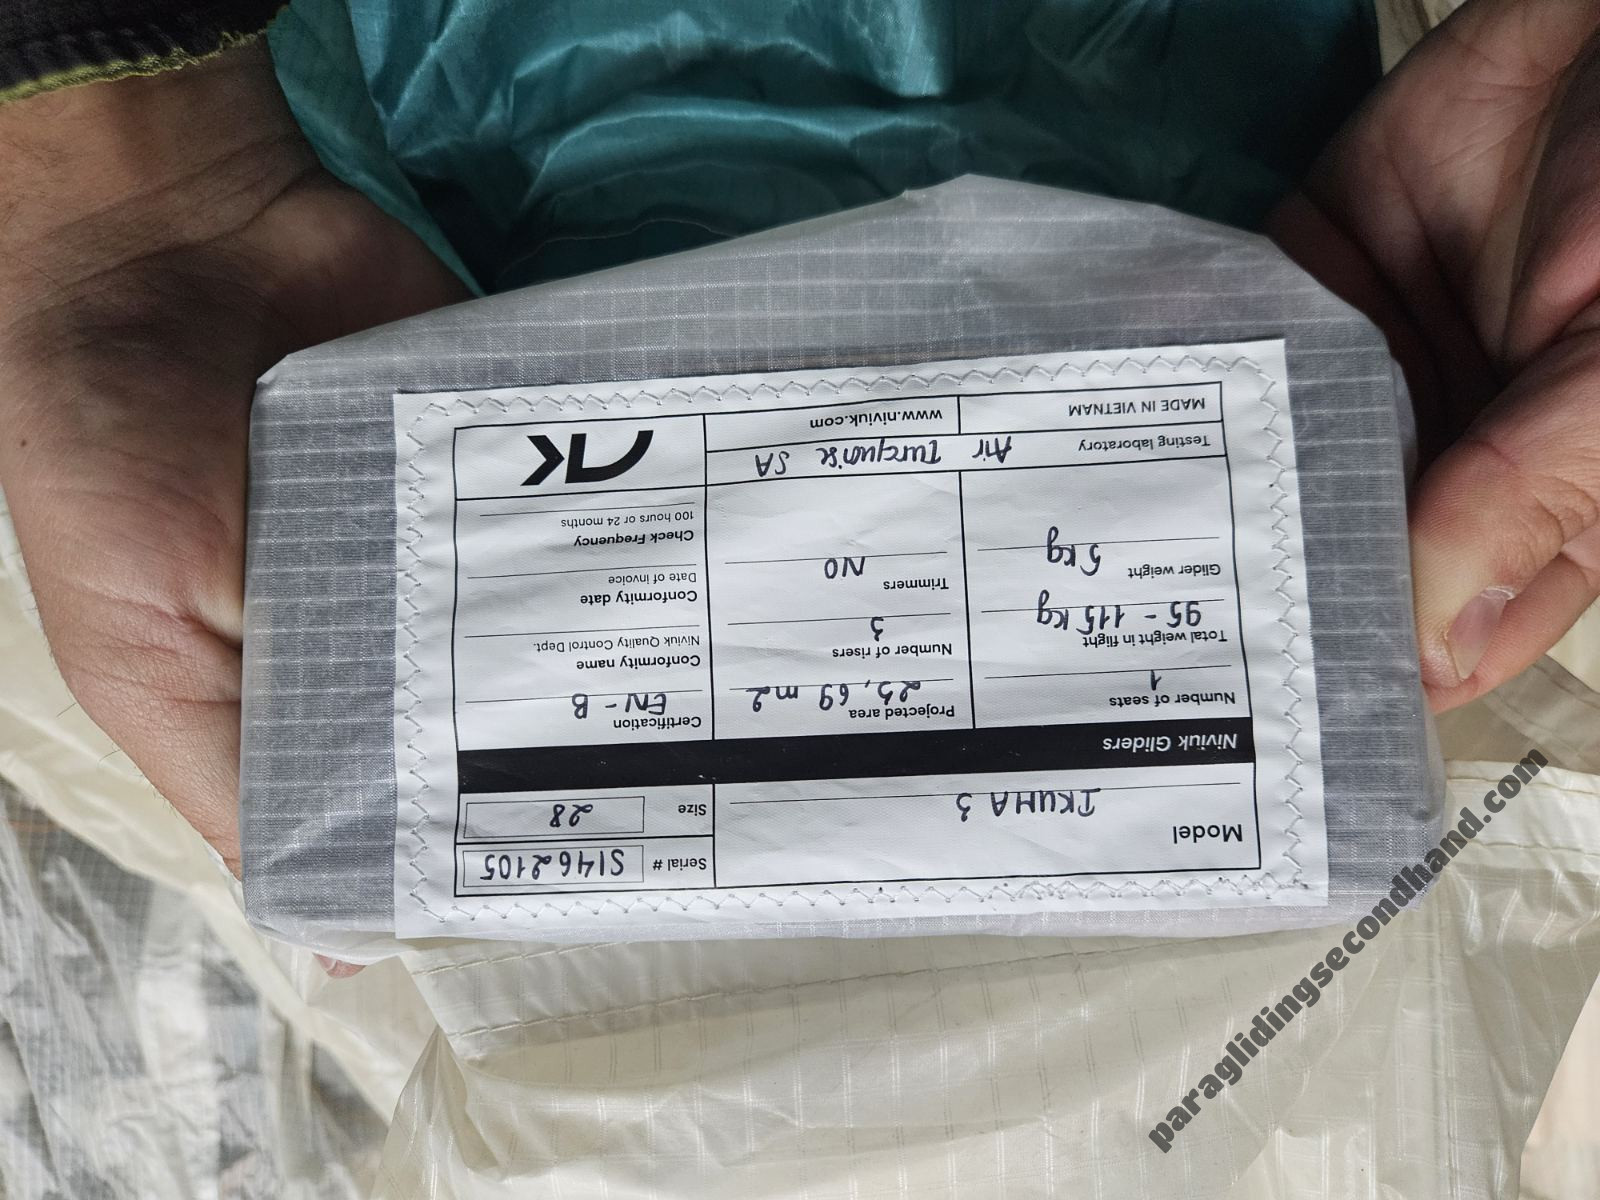 Model
IKUMA 3
Serial # S1462105
Size 28
Niviuk Gliders
Number of seats
1
Total weight in flight
95 - 115 kg
Glider weight
5 kg
Projected area
23,69 m2
Number of risers
3
Trimmers
NO
Certification
EN-B
Conformity name
Niviuk Quality Control Dept.
Conformity date
Date of invoice
Check Frequency
100 hours or 24 months
Testing laboratory Air Turquoise SA
MADE IN VIETNAM
www.niviuk.com
paraglidingsecondhand.com